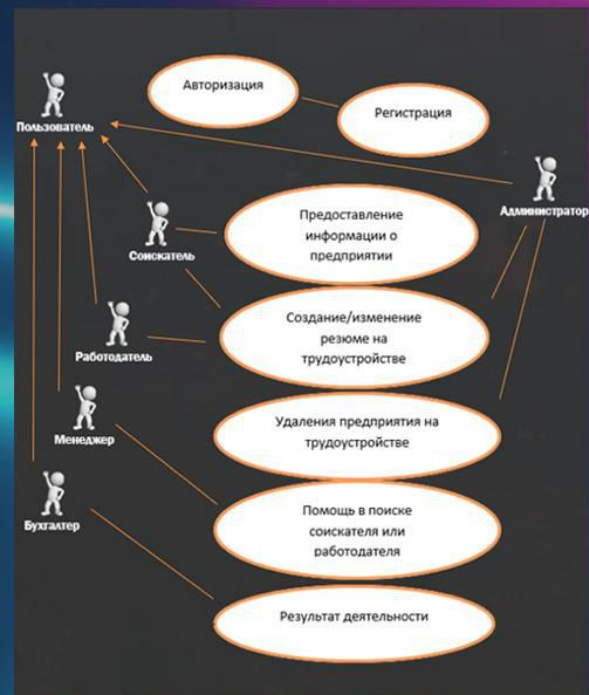 Авторизация
Регистрация
Пользователь
Администратор
Соискатель
Предоставление
информации о
предприятии
Работодатель
Создание/изменение
резюме на
трудоустройстве
Менеджер
Удаления предприятия на
трудоустройстве
Бухгалтер
Помощь в поиске
соискателя или
работодателя
Результат деятельности